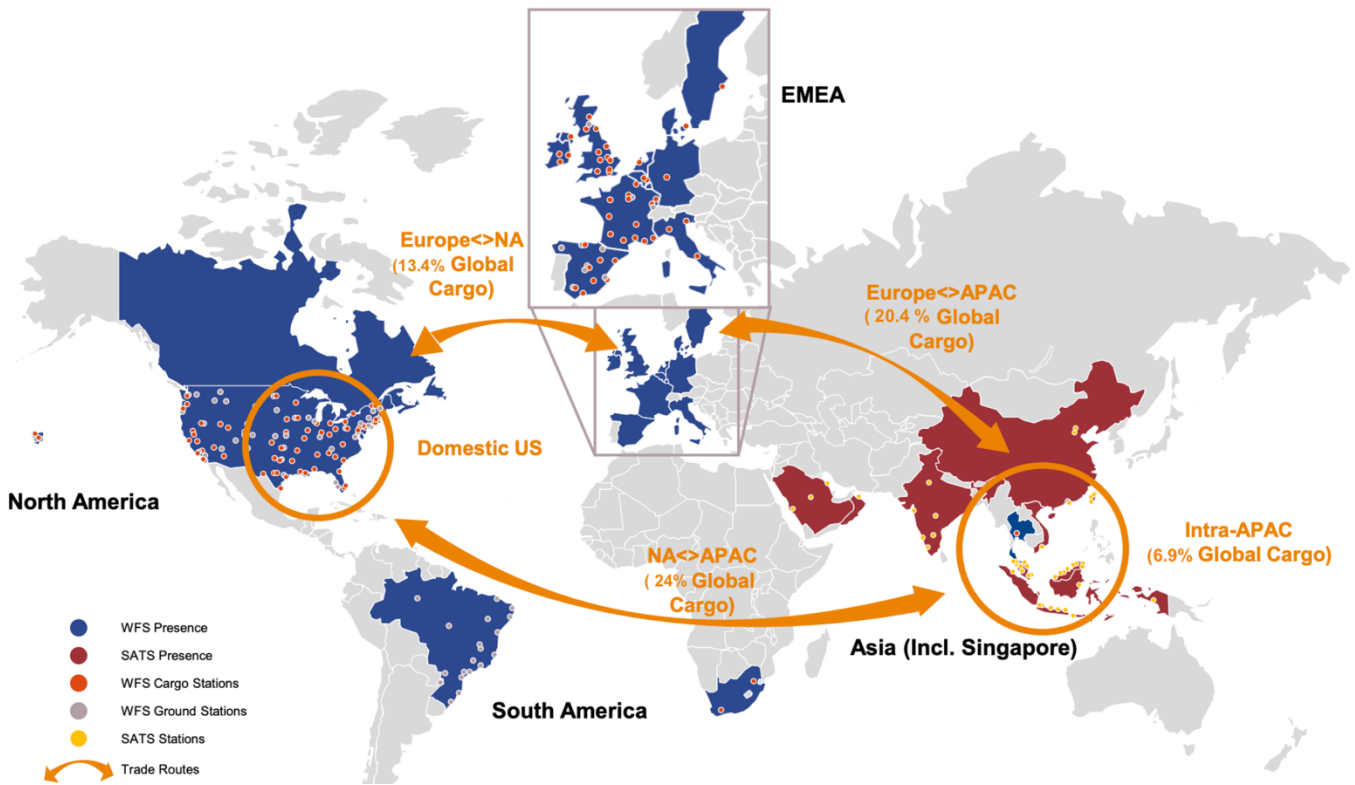 EMEA
Europe<>NA
(13.4% Global
Cargo)
Europe<>APAC
( 20.4 % Global
Cargo)
Domestic US
North America
NA<>APAC
( 24% Global
Cargo)
Intra-APAC
(6.9% Global Cargo)
Asia (Incl. Singapore)
South America
WFS Presence
SATS Presence
WFS Cargo Stations
WFS Ground Stations
SATS Stations
Trade Routes